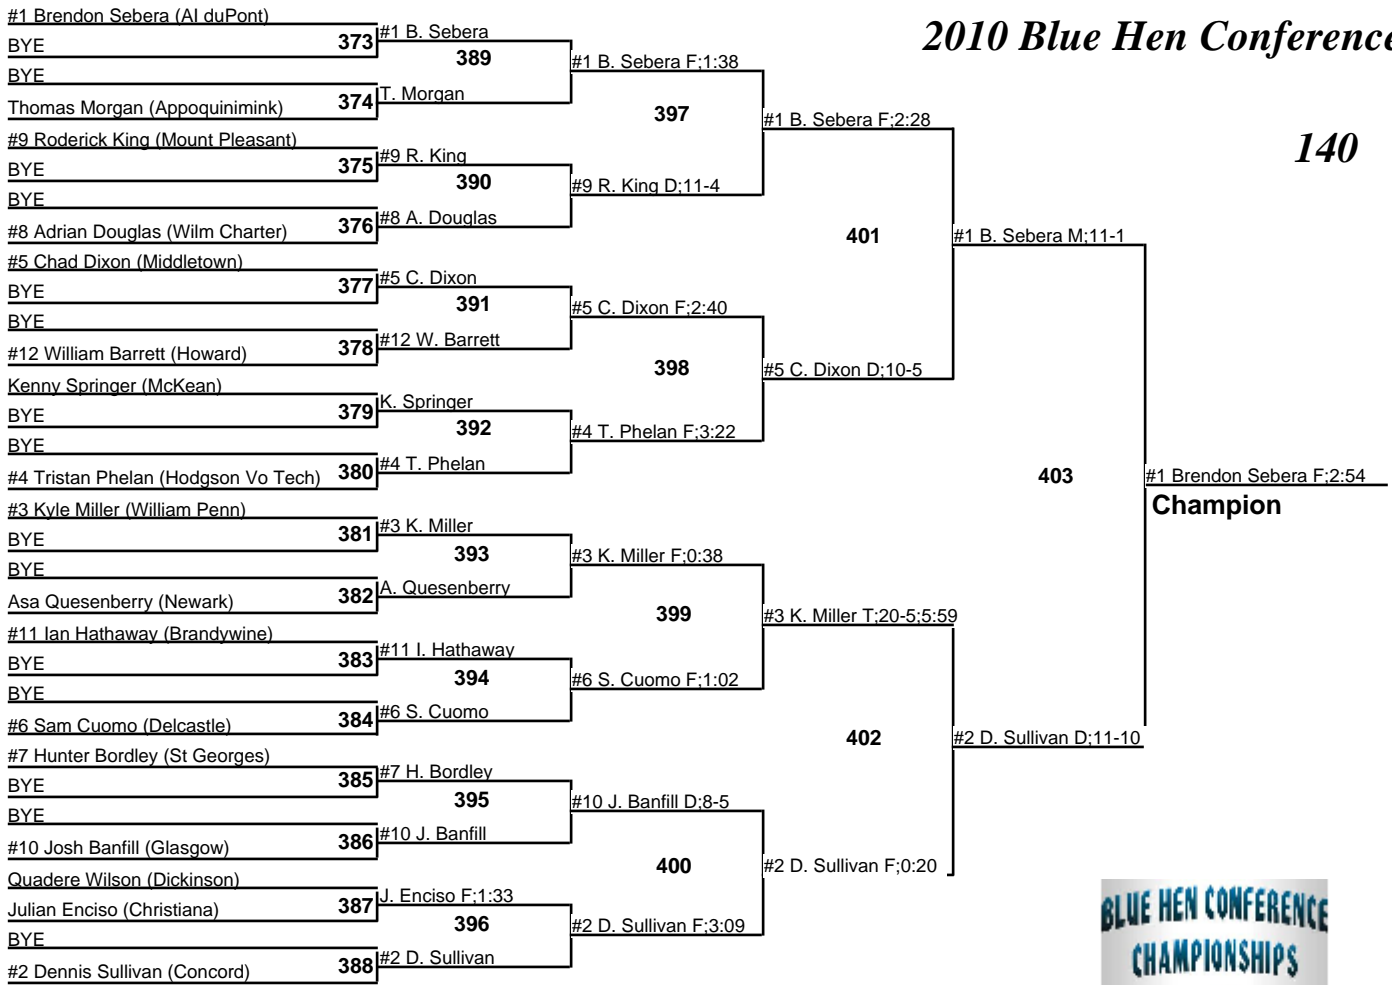 2010 Blue Hen Conference
140
#1 Brendon Sebera (AI duPont)
BYE
BYE
Thomas Morgan (Appoquinimink)
#9 Roderick King (Mount Pleasant)
BYE
BYE
#8 Adrian Douglas (Wilm Charter)
#5 Chad Dixon (Middletown)
BYE
BYE
#12 William Barrett (Howard)
Kenny Springer (McKean)
BYE
BYE
#4 Tristan Phelan (Hodgson Vo Tech)
#3 Kyle Miller (William Penn)
BYE
BYE
Asa Quesenberry (Newark)
#11 Ian Hathaway (Brandywine)
BYE
BYE
#6 Sam Cuomo (Delcastle)
#7 Hunter Bordley (St Georges)
BYE
BYE
#10 Josh Banfill (Glasgow)
Quadere Wilson (Dickinson)
Julian Enciso (Christiana)
BYE
#2 Dennis Sullivan (Concord)
373
374
375
376
377
378
379
380
381
382
383
384
385
386
387
388
#1 B. Sebera
389
T. Morgan
#9 R. King
390
#8 A. Douglas
#5 C. Dixon
391
#12 W. Barrett
K. Springer
392
#4 T. Phelan
#3 K. Miller
393
A. Quesenberry
#11 I. Hathaway
394
#6 S. Cuomo
#7 H. Bordley
395
#10 J. Banfill
J. Enciso F;1:33
396
#2 D. Sullivan
#1 B. Sebera F;1:38
397
#9 R. King D;11-4
#5 C. Dixon F;2:40
398
#4 T. Phelan F;3:22
#3 K. Miller F;0:38
399
#6 S. Cuomo F;1:02
#10 J. Banfill D;8-5
400
#2 D. Sullivan F;3:09
#1 B. Sebera F;2:28
401
#5 C. Dixon D;10-5
#3 K. Miller T;20-5;5:59
402
#2 D. Sullivan F;0:20
#1 B. Sebera M;11-1
403
#2 D. Sullivan D;11-10
#1 Brendon Sebera F;2:54
Champion
BLUE HEN CONFERENCE
CHAMPIONSHIPS